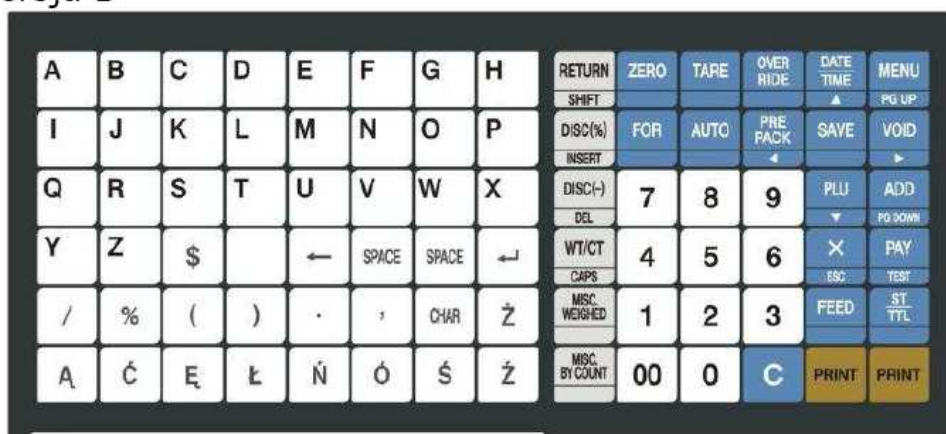 A B C D E F G H RETURN ZERO TARE OVER RIDE DATE TIME MENU
SHIFT ▲ PG UP
I J K L M N O P DISC(%) FOR AUTO PRE PACK SAVE VOID
INSERT ◄ ►
Q R S T U V W X DISC(-) 7 8 9 PLU ADD
DEL ▼ PG DOWN
Y Z $ ← SPACE SPACE ↵ WT/CT 4 5 6 X PAY
CAPS ESC TEST
/ % ( ) . , CHAR Ż MISC. WEIGHED 1 2 3 FEED ST TTL
Ą Ć Ę Ł Ń Ó Ś Ź MISC. BY COUNT 00 0 C PRINT PRINT